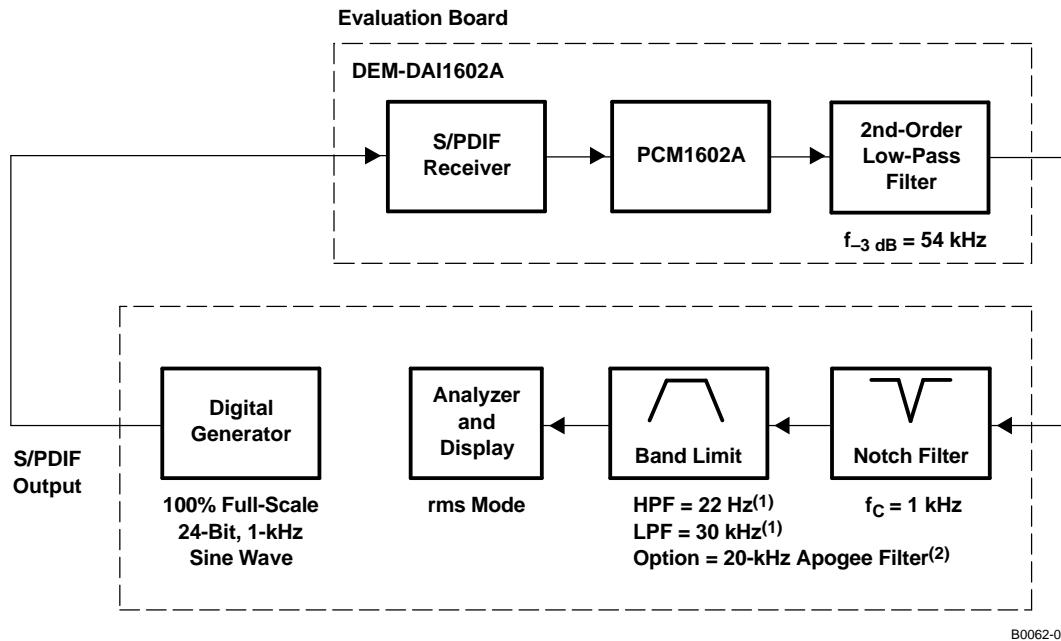 Evaluation Board
DEM-DAI1602A
S/PDIF
Receiver
PCM1602A
2nd-Order
Low-Pass
Filter
f–3 dB = 54 kHz
S/PDIF
Output
Digital
Generator
100% Full-Scale
24-Bit, 1-kHz
Sine Wave
Analyzer
and
Display
rms Mode
Band Limit
HPF = 22 Hz(1)
LPF = 30 kHz(1)
Option = 20-kHz Apogee Filter(2)
Notch Filter
fC = 1 kHz
B0062-0